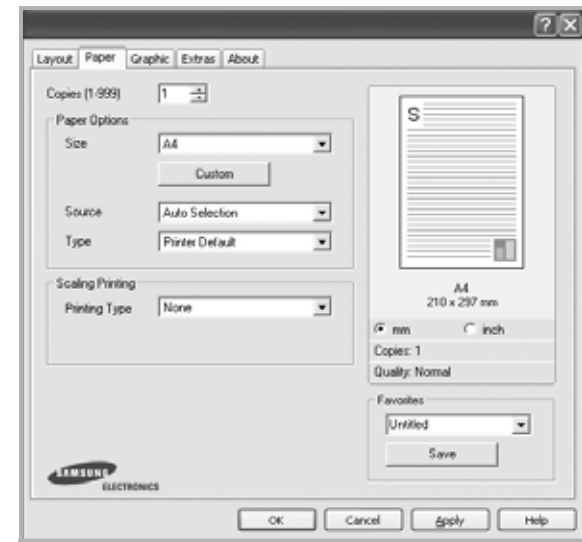 Layout Paper Graphic Extras About
Copies (1-999) 1
Paper Options
Size A4
Custom
Source Auto Selection
Type Printer Default
Scaling Printing
Printing Type None
S
A4
210 x 297 mm
mm inch
Copies: 1
Quality: Normal
Favorites
Untitled
Save
SAMSUNG
ELECTRONICS
OK Cancel Apply Help